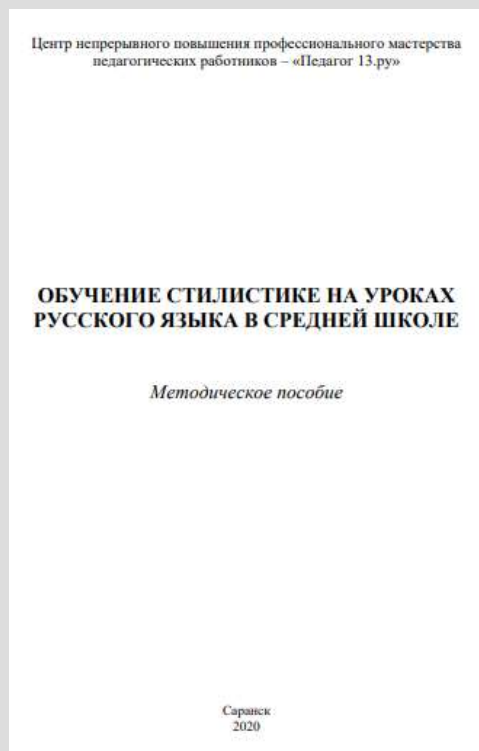 Центр непрерывного повышения профессионального мастерства
педагогических работников – «Педагог 13.ру»
ОБУЧЕНИЕ СТИЛИСТИКЕ НА УРОКАХ
РУССКОГО ЯЗЫКА В СРЕДНЕЙ ШКОЛЕ
Методическое пособие
Саранск
2020